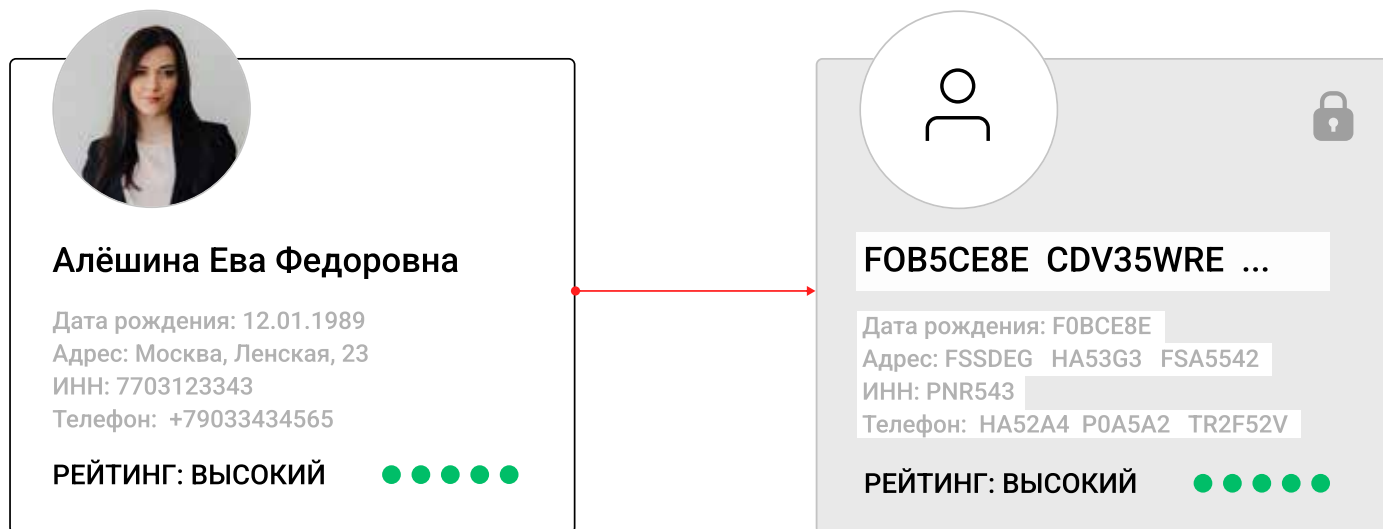 Алёшина Ева Федоровна
Дата рождения: 12.01.1989
Адрес: Москва, Ленская, 23
ИНН: 7703123343
Телефон: +79033434565
РЕЙТИНГ: ВЫСОКИЙ
FOB5CE8E CDV35WRE ...
Дата рождения: F0BCE8E
Адрес: FSSDEG HA53G3 FSA5542
ИНН: PNR543
Телефон: HA52A4 P0A5A2 TR2F52V
РЕЙТИНГ: ВЫСОКИЙ